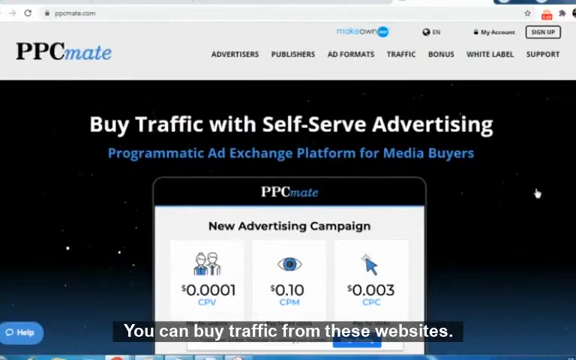 ppcmate.com
makeown app
EN
My Account
SIGN UP
PPCmate
ADVERTISERS
PUBLISHERS
AD FORMATS
TRAFFIC
BONUS
WHITE LABEL
SUPPORT
Buy Traffic with Self-Serve Advertising
Programmatic Ad Exchange Platform for Media Buyers
PPCmate
New Advertising Campaign
$0.0001
CPV
$0.10
CPM
$0.003
CPC
Help
You can buy traffic from these websites.